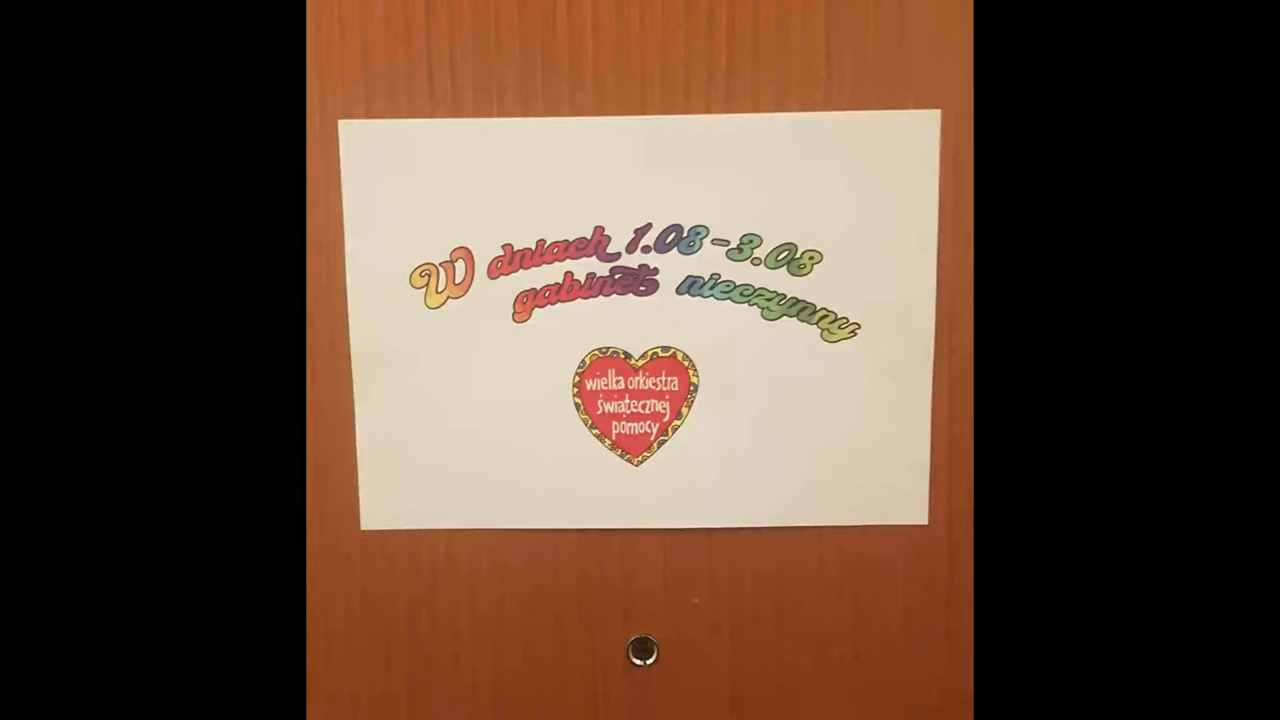 W dniach 1.08-3.08
gabinet nieczynny
wielka orkiestra
świątecznej
pomocy